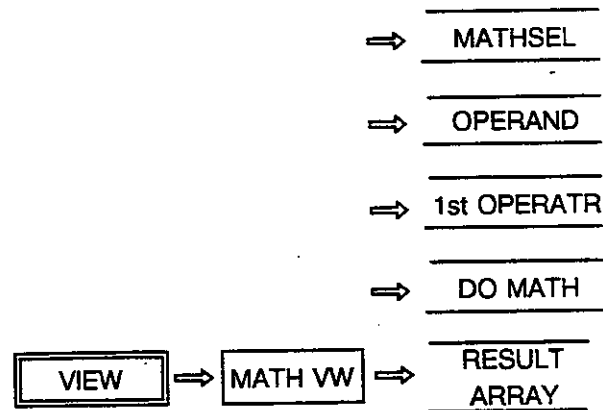 MATHSEL
OPERAND
1st OPERATR
DO MATH
VIEW
MATH VW
RESULT
ARRAY